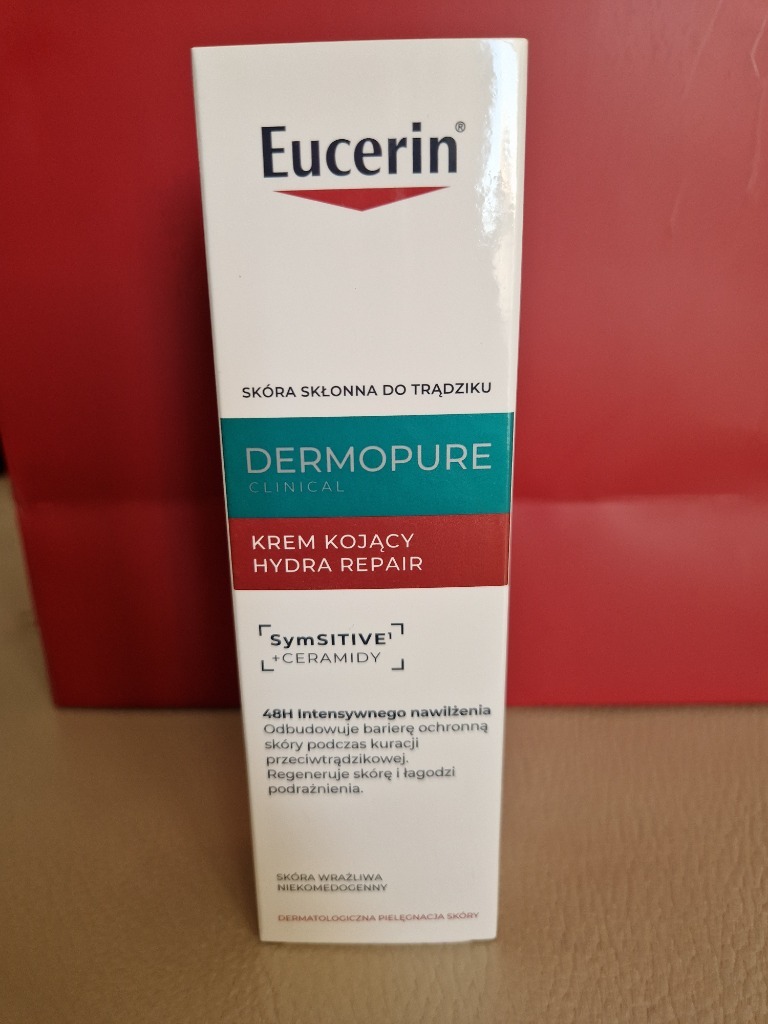 Eucerin®
SKÓRA SKŁONNA DO TRĄDZIKU
DERMOPURE
CLINICAL
KREM KOJĄCY
HYDRA REPAIR
SymSITIVE¹
+CERAMIDY
48H Intensywnego nawilżenia
Odbudowuje barierę ochronną
skóry podczas kuracji
przeciwtrądzikowej.
Regeneruje skórę i łagodzi
podrażnienia.
SKÓRA WRAŻLIWA
NIEKOMEDOGENNY
DERMATOLOGICZNA PIELĘGNACJA SKÓRY